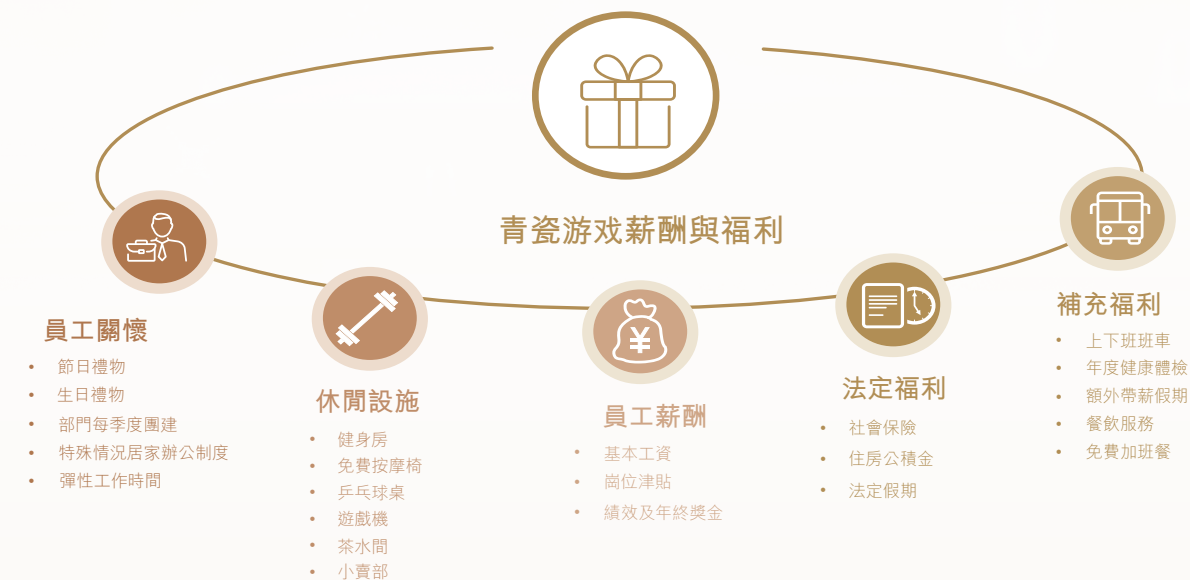 青瓷游戏薪酬與福利
員工關懷
• 節日禮物
• 生日禮物
• 部門每季度團建
• 特殊情況居家辦公制度
• 彈性工作時間
休閒設施
• 健身房
• 免費按摩椅
• 乒乓球桌
• 遊戲機
• 茶水間
• 小賣部
¥
員工薪酬
• 基本工資
• 崗位津貼
• 績效及年終獎金
法定福利
• 社會保險
• 住房公積金
• 法定假期
補充福利
• 上下班班車
• 年度健康體檢
• 額外帶薪假期
• 餐飲服務
• 免費加班餐